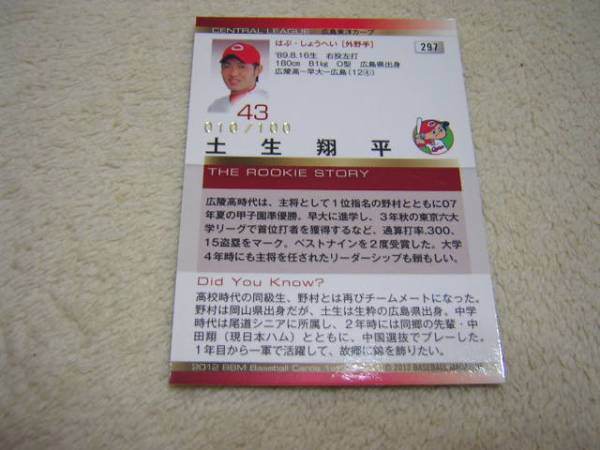 CENTRAL LEAGUE 広島東洋カープ
297
はぶ・しょうへい [外野手]
'89.8.16生 右投左打
180cm 81kg O型 広島県出身
広陵高ー早大ー広島(12④)
43
010/100
土生翔平
THE ROOKIE STORY
広陵高時代は、主将として1位指名の野村とともに07
年夏の甲子園準優勝。早大に進学し、3年秋の東京六大
学リーグで首位打者を獲得するなど、通算打率.300、
15盗塁をマーク。ベストナインを2度受賞した。大学
4年時にも主将を任されたリーダーシップも頼もしい。
Did You Know?
高校時代の同級生、野村とは再びチームメートになった。
野村は岡山県出身だが、土生は生粋の広島県出身。中学
時代は尾道シニアに所属し、2年時には同郷の先輩・中
田翔(現日本ハム)とともに、中国選抜でプレーした。
1年目から一軍で活躍して、故郷に錦を飾りたい。
2012 BBM Baseball Cards 1st © 2012 BASEBALL MAGAZINE